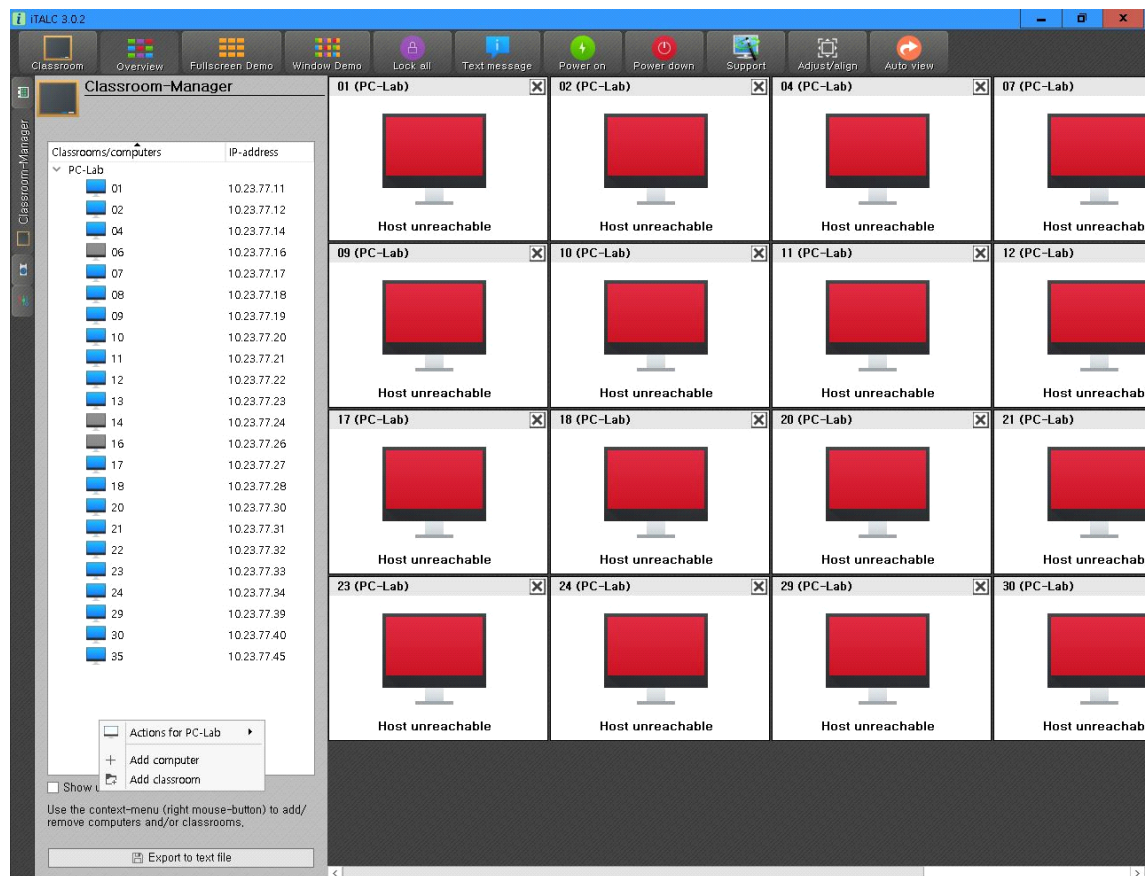 iTALC 3.0.2
Classroom
Overview
Fullscreen Demo
Window Demo
Lock all
Text message
Power on
Power down
Support
Adjust/align
Auto view
Classroom-Manager
Classroom-Manager
Classrooms/computers IP-address
PC-Lab
01 10.23.77.11
02 10.23.77.12
04 10.23.77.14
06 10.23.77.16
07 10.23.77.17
08 10.23.77.18
09 10.23.77.19
10 10.23.77.20
11 10.23.77.21
12 10.23.77.22
13 10.23.77.23
14 10.23.77.24
16 10.23.77.26
17 10.23.77.27
18 10.23.77.28
20 10.23.77.30
21 10.23.77.31
22 10.23.77.32
23 10.23.77.33
24 10.23.77.34
29 10.23.77.39
30 10.23.77.40
35 10.23.77.45
Actions for PC-Lab
Add computer
Add classroom
Show
Use the context-menu (right mouse-button) to add/
remove computers and/or classrooms.
Export to text file
01 (PC-Lab) 02 (PC-Lab) 04 (PC-Lab) 07 (PC-Lab)
Host unreachable Host unreachable Host unreachable Host unreachab
09 (PC-Lab) 10 (PC-Lab) 11 (PC-Lab) 12 (PC-Lab)
Host unreachable Host unreachable Host unreachable Host unreachab
17 (PC-Lab) 18 (PC-Lab) 20 (PC-Lab) 21 (PC-Lab)
Host unreachable Host unreachable Host unreachable Host unreachab
23 (PC-Lab) 24 (PC-Lab) 29 (PC-Lab) 30 (PC-Lab)
Host unreachable Host unreachable Host unreachable Host unreachab